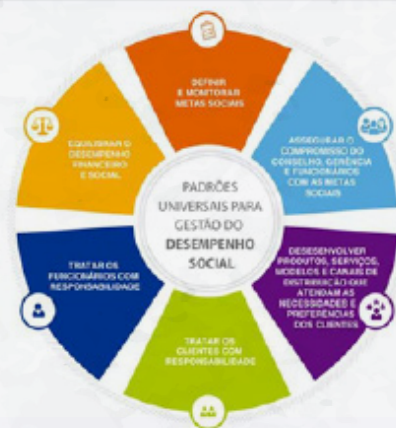 DEFINIR
E MONITORAR
METAS SOCIAIS
ASSEGURAR O
COMPROMISSO DO
CONSELHO, GERÊNCIA
E FUNCIONÁRIOS
COM AS METAS
SOCIAIS
DESESENVOLVER
PRODUTOS, SERVIÇOS,
MODELOS E CANAIS DE
DISTRIBUIÇÃO QUE
ATENDAM AS
NECESSIDADES E
PREFERÊNCIAS
DOS CLIENTES
TRATAR OS
CLIENTES COM
RESPONSABILIDADE
TRATAR OS
FUNCIONÁRIOS COM
RESPONSABILIDADE
EQUILIBRAR O
DESEMPENHO
FINANCEIRO
E SOCIAL
PADRÕES
UNIVERSAIS PARA
GESTÃO DO
DESEMPENHO
SOCIAL